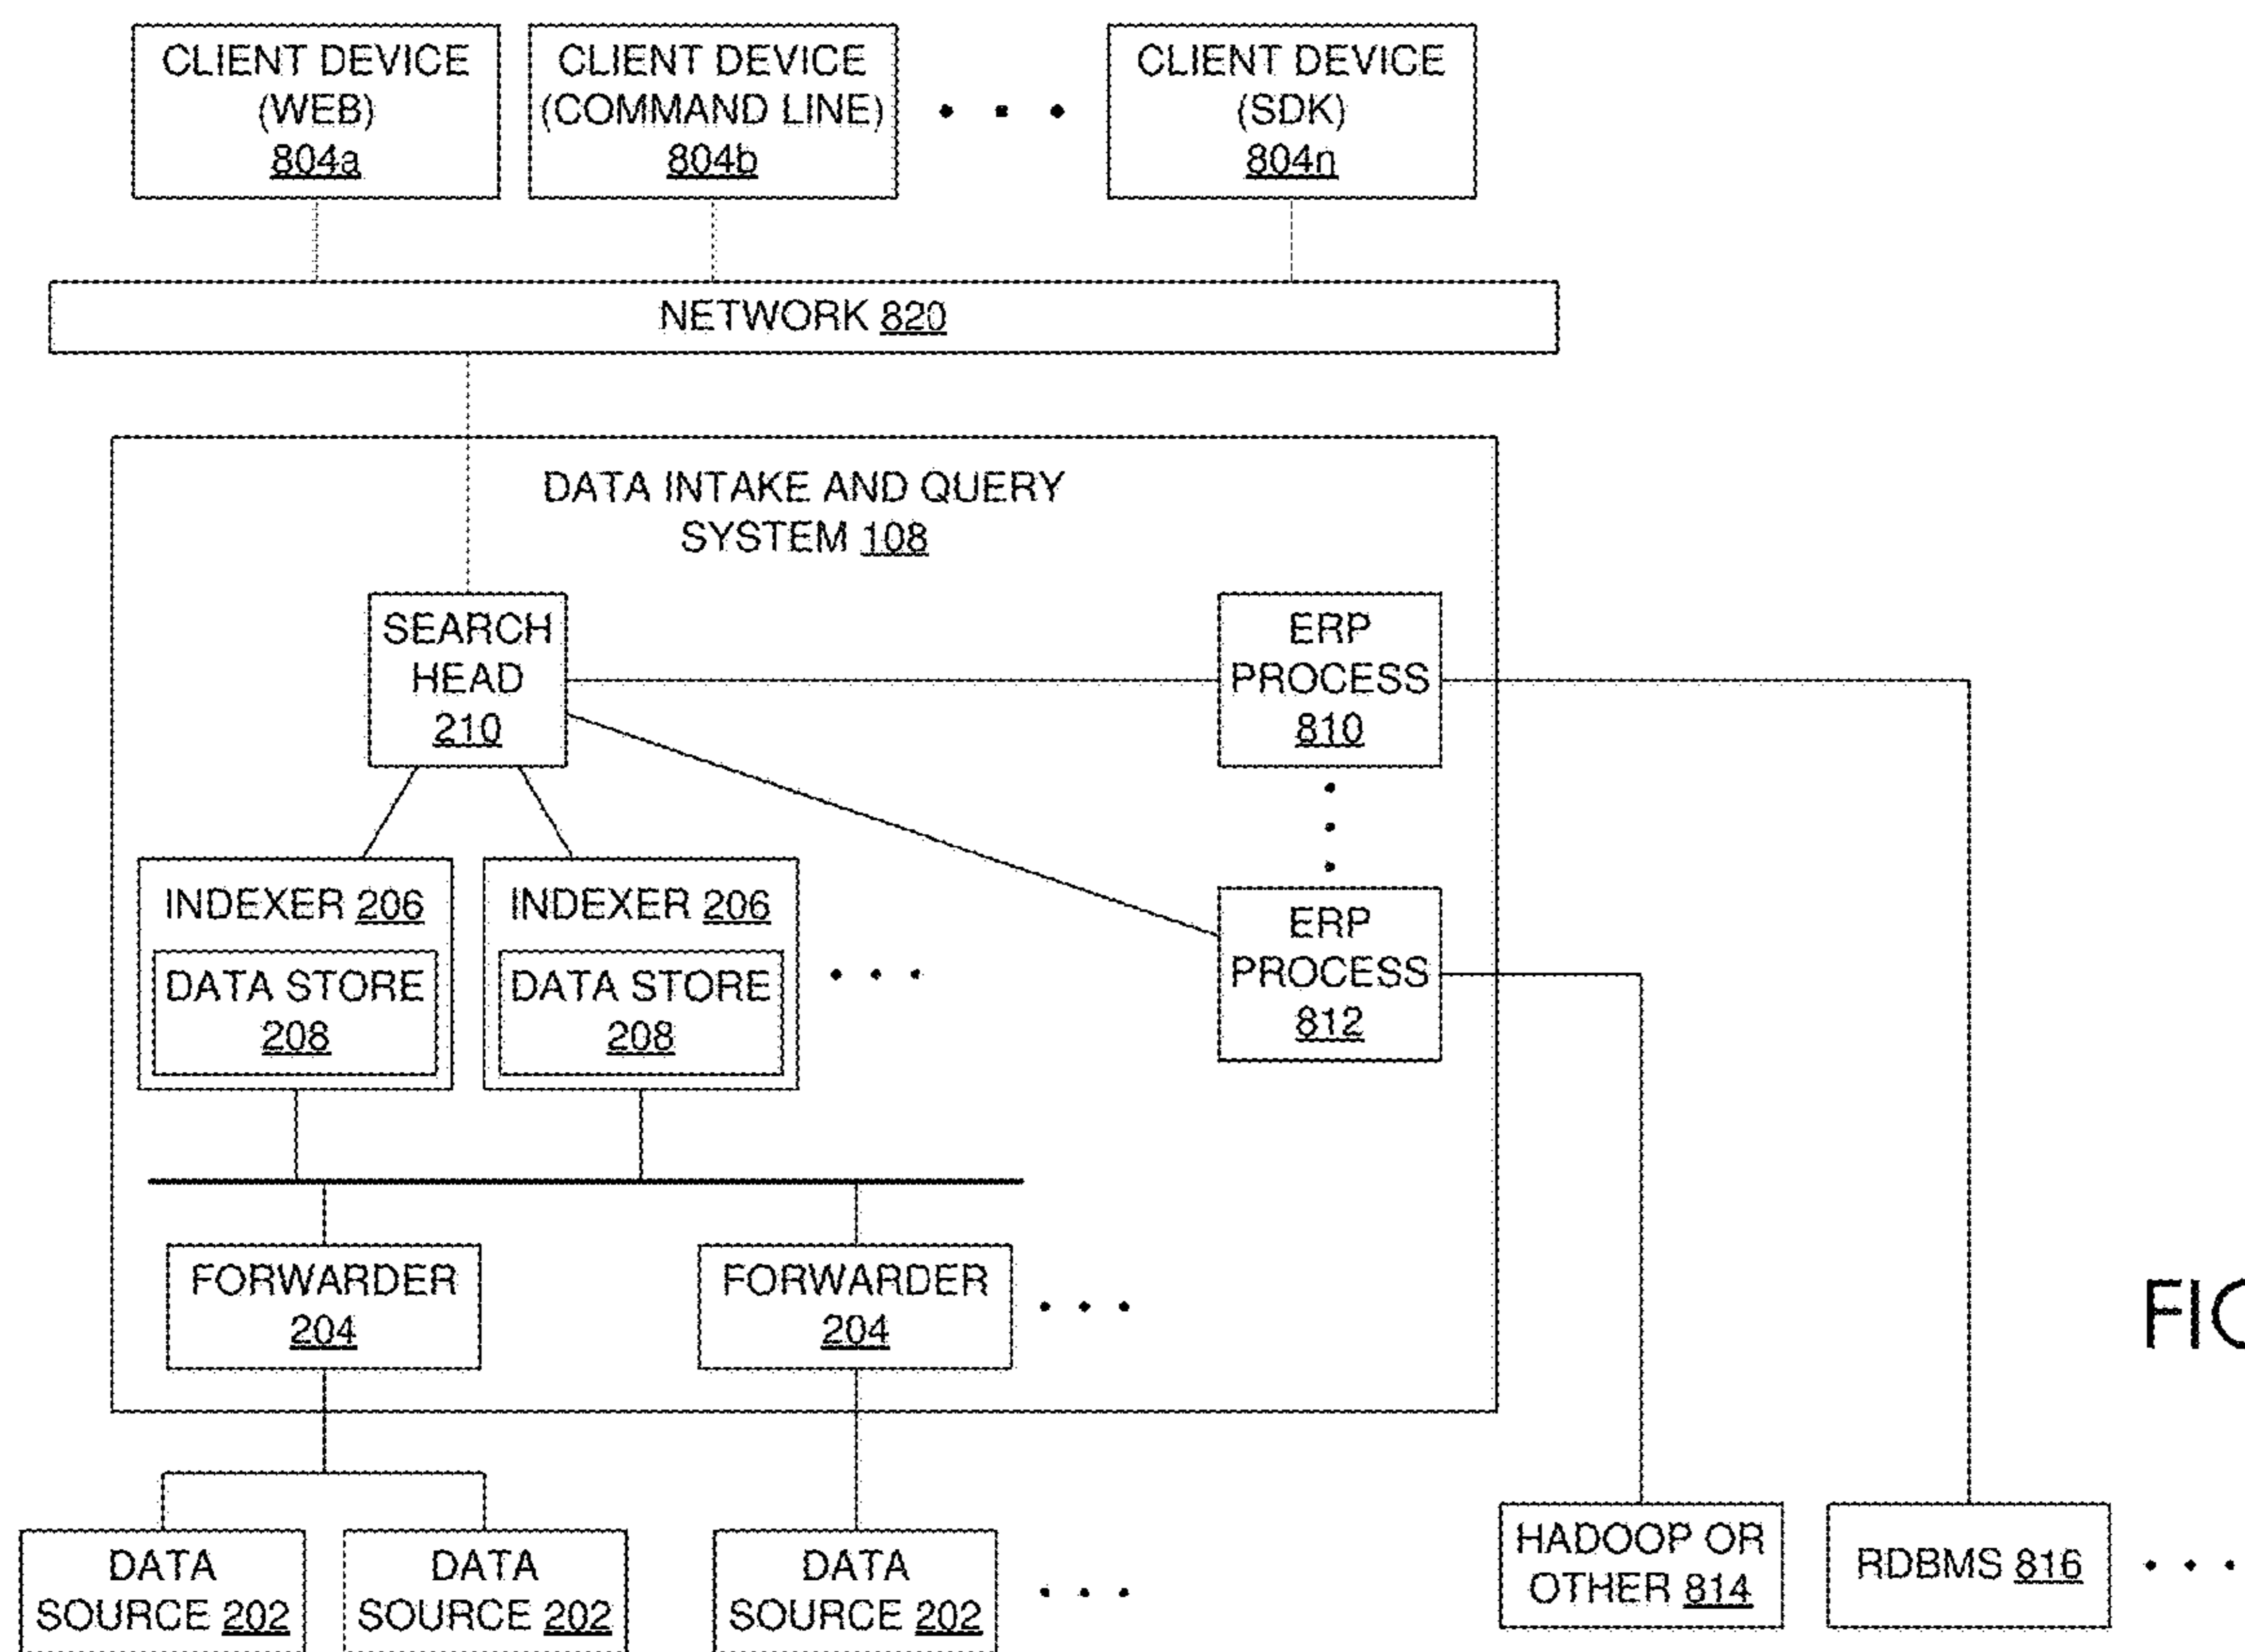 CLIENT DEVICE
(WEB)
804a
CLIENT DEVICE
(COMMAND LINE)
804b
CLIENT DEVICE
(SDK)
804n
NETWORK 820
DATA INTAKE AND QUERY
SYSTEM 108
SEARCH
HEAD
210
ERP
PROCESS
810
INDEXER 206
DATA STORE
208
INDEXER 206
DATA STORE
208
ERP
PROCESS
812
FORWARDER
204
FORWARDER
204
DATA
SOURCE 202
DATA
SOURCE 202
DATA
SOURCE 202
HADOOP OR
OTHER 814
RDBMS 816